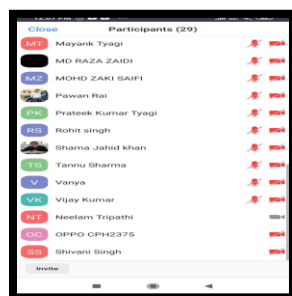 Close Participants (29)
MT Mayank Tyagi
MD RAZA ZAIDI
MZ MOHD ZAKI SAIFI
Pawan Rai
PK Prateek Kumar Tyagi
RS Rohit singh
Shama Jahid khan
TS Tannu Sharma
V Vanya
VK Vijay Kumar
NT Neelam Tripathi
OC OPPO CPH2375
SS Shivani Singh
Invite